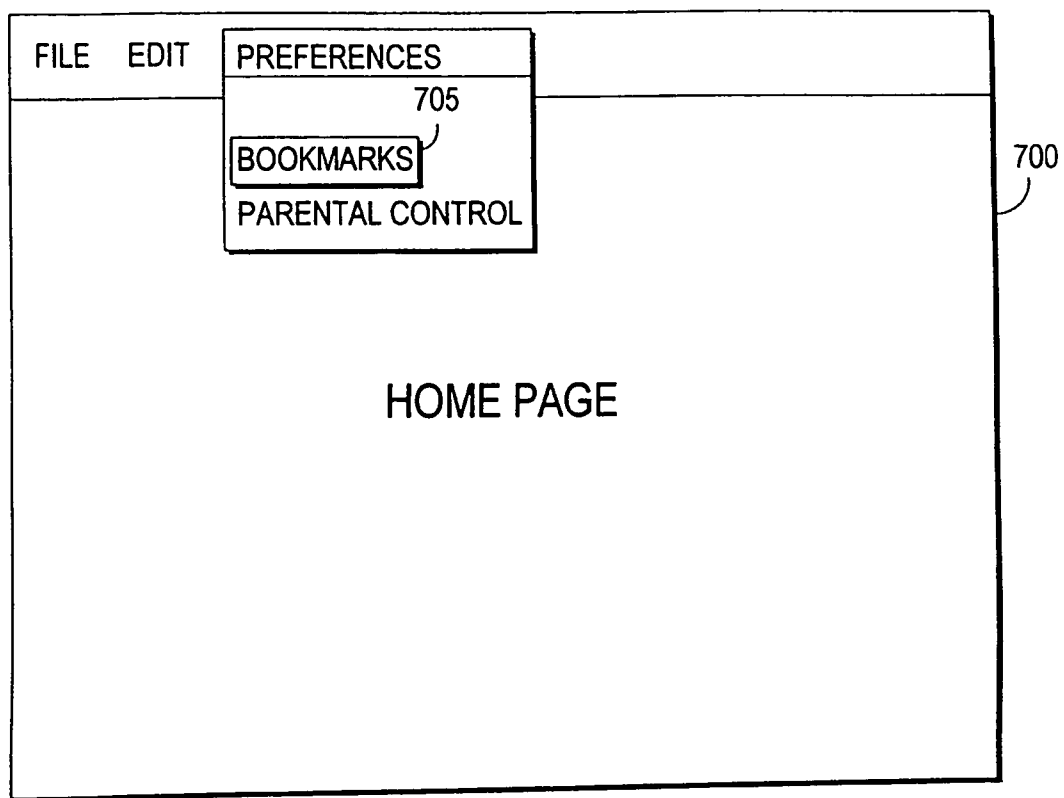 FILE EDIT PREFERENCES
705
BOOKMARKS
700
PARENTAL CONTROL
HOME PAGE